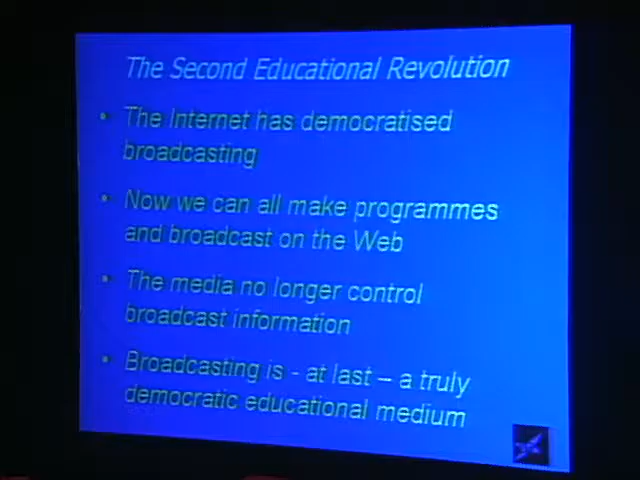 The Second Educational Revolution
• The Internet has democratised
broadcasting
• Now we can all make programmes
and broadcast on the Web
• The media no longer control
broadcast information
• Broadcasting is - at last – a truly
democratic educational medium